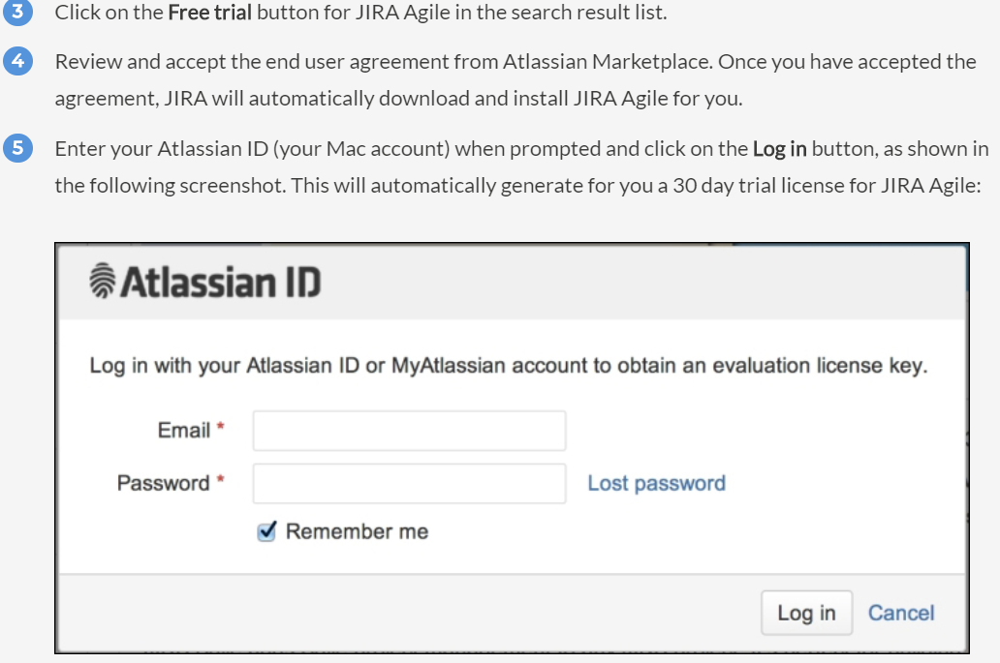 3 Click on the Free trial button for JIRA Agile in the search result list.
4 Review and accept the end user agreement from Atlassian Marketplace. Once you have accepted the
agreement, JIRA will automatically download and install JIRA Agile for you.
5 Enter your Atlassian ID (your Mac account) when prompted and click on the Log in button, as shown in
the following screenshot. This will automatically generate for you a 30 day trial license for JIRA Agile:
Atlassian ID
Log in with your Atlassian ID or MyAtlassian account to obtain an evaluation license key.
Email *
Password * Lost password
Remember me
Log in Cancel